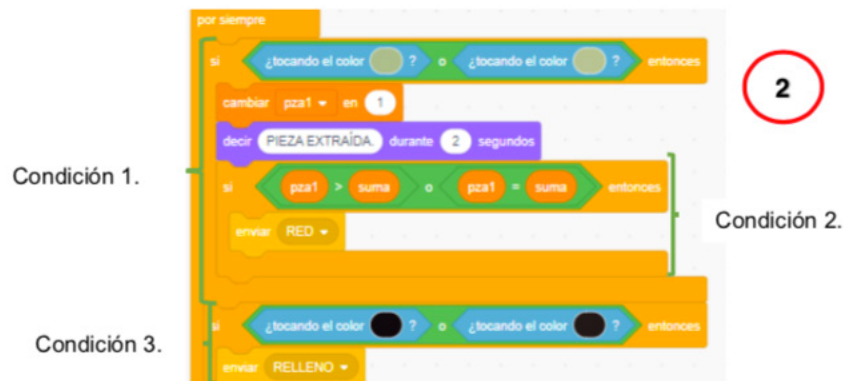 por siempre
si ¿tocando el color ? o ¿tocando el color ? entonces
2
cambiar pza1 en 1
decir PIEZA EXTRAÍDA. durante 2 segundos
Condición 1.
si pza1 > suma o pza1 = suma entonces
Condición 2.
enviar RED
si ¿tocando el color ? o ¿tocando el color ? entonces
Condición 3.
enviar RELLENO